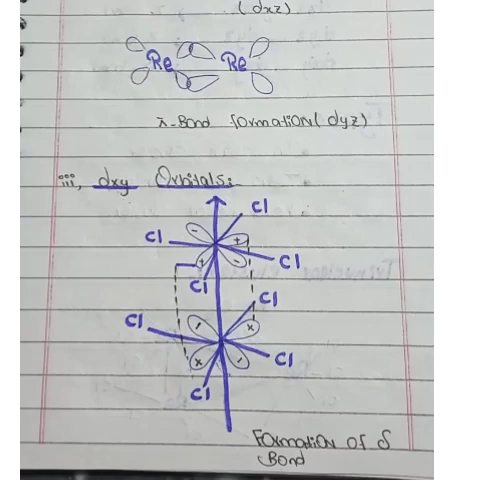 (dxz)
Re Re
π-Bond formation (dyz)
iii, dxy Orbitals:
Cl
Cl - +
+ - Cl
Cl
Cl
Cl - +
+ - Cl
Cl
Formation of δ
Bond